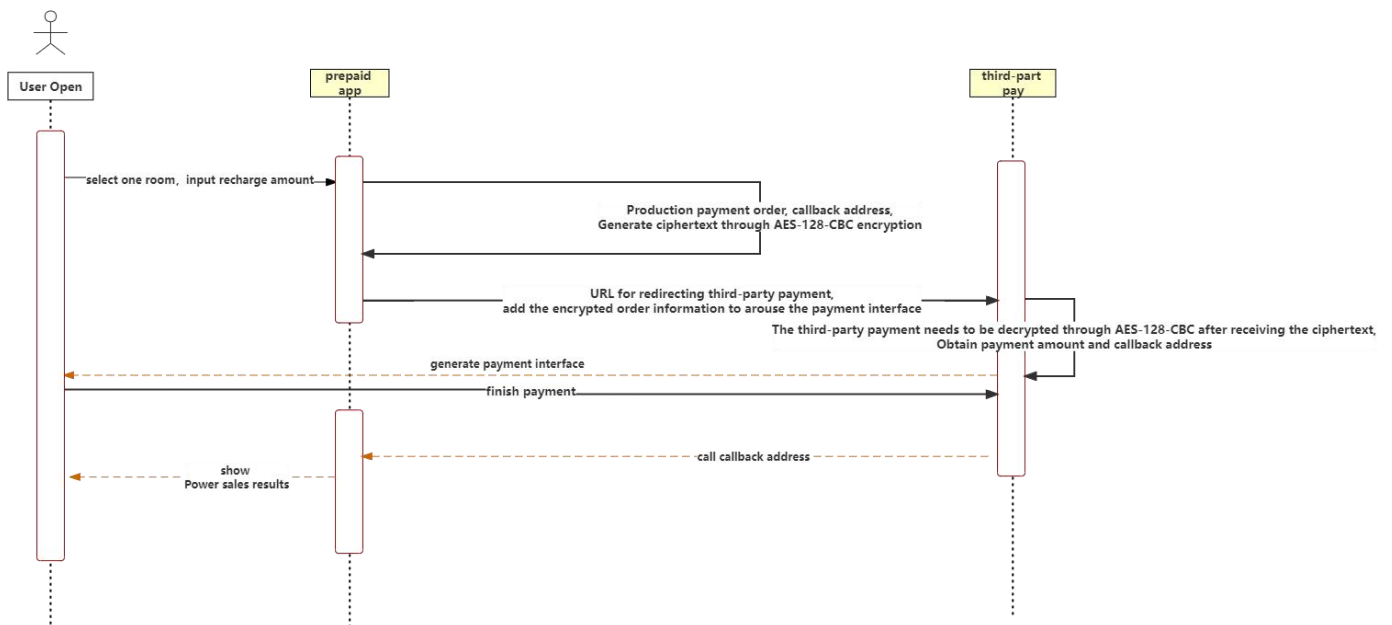 User Open
prepaid
app
third-part
pay
select one room，input recharge amount
Production payment order, callback address,
Generate ciphertext through AES-128-CBC encryption
URL for redirecting third-party payment,
add the encrypted order information to arouse the payment interface
The third-party payment needs to be decrypted through AES-128-CBC after receiving the ciphertext,
Obtain payment amount and callback address
generate payment interface
finish payment
call callback address
show
Power sales results